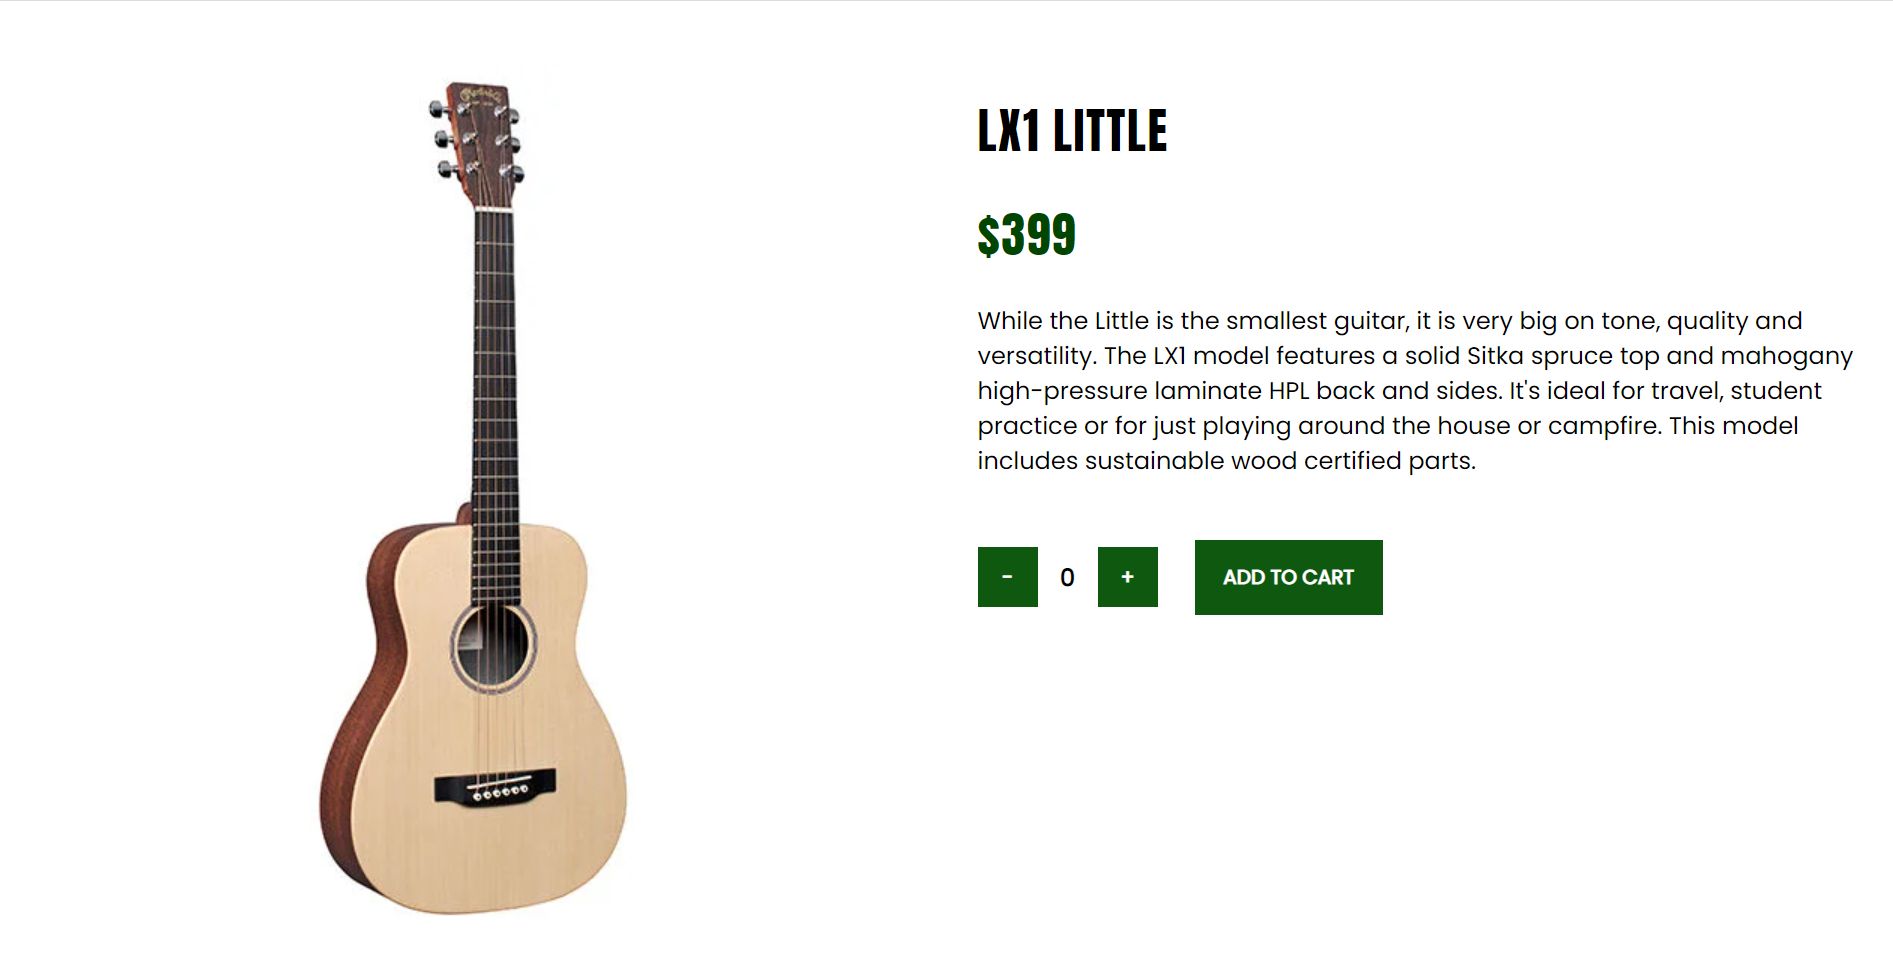 LX1 LITTLE
$399
While the Little is the smallest guitar, it is very big on tone, quality and
versatility. The LX1 model features a solid Sitka spruce top and mahogany
high-pressure laminate HPL back and sides. It's ideal for travel, student
practice or for just playing around the house or campfire. This model
includes sustainable wood certified parts.
- 0 + ADD TO CART